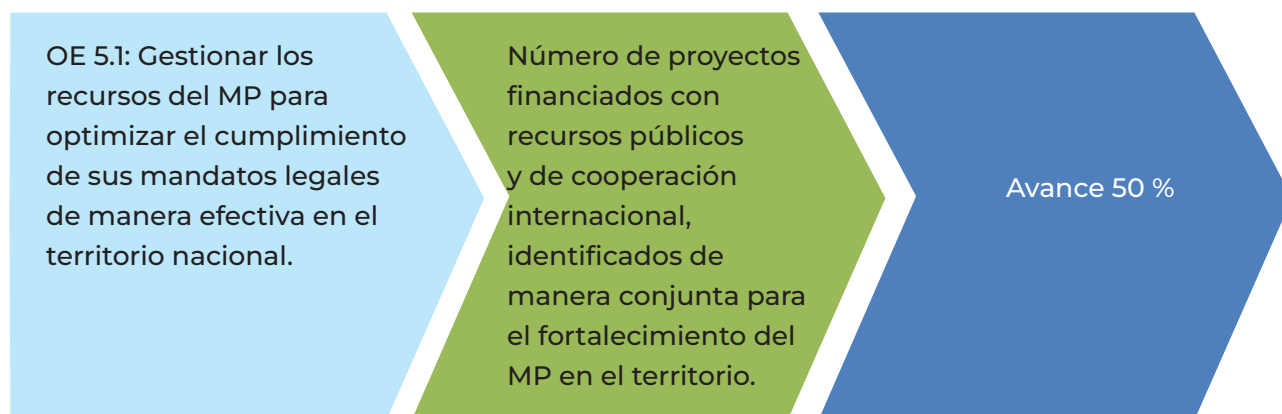 OE 5.1: Gestionar los
recursos del MP para
optimizar el cumplimiento
de sus mandatos legales
de manera efectiva en el
territorio nacional.
Número de proyectos
financiados con
recursos públicos
y de cooperación
internacional,
identificados de
manera conjunta para
el fortalecimiento del
MP en el territorio.
Avance 50 %